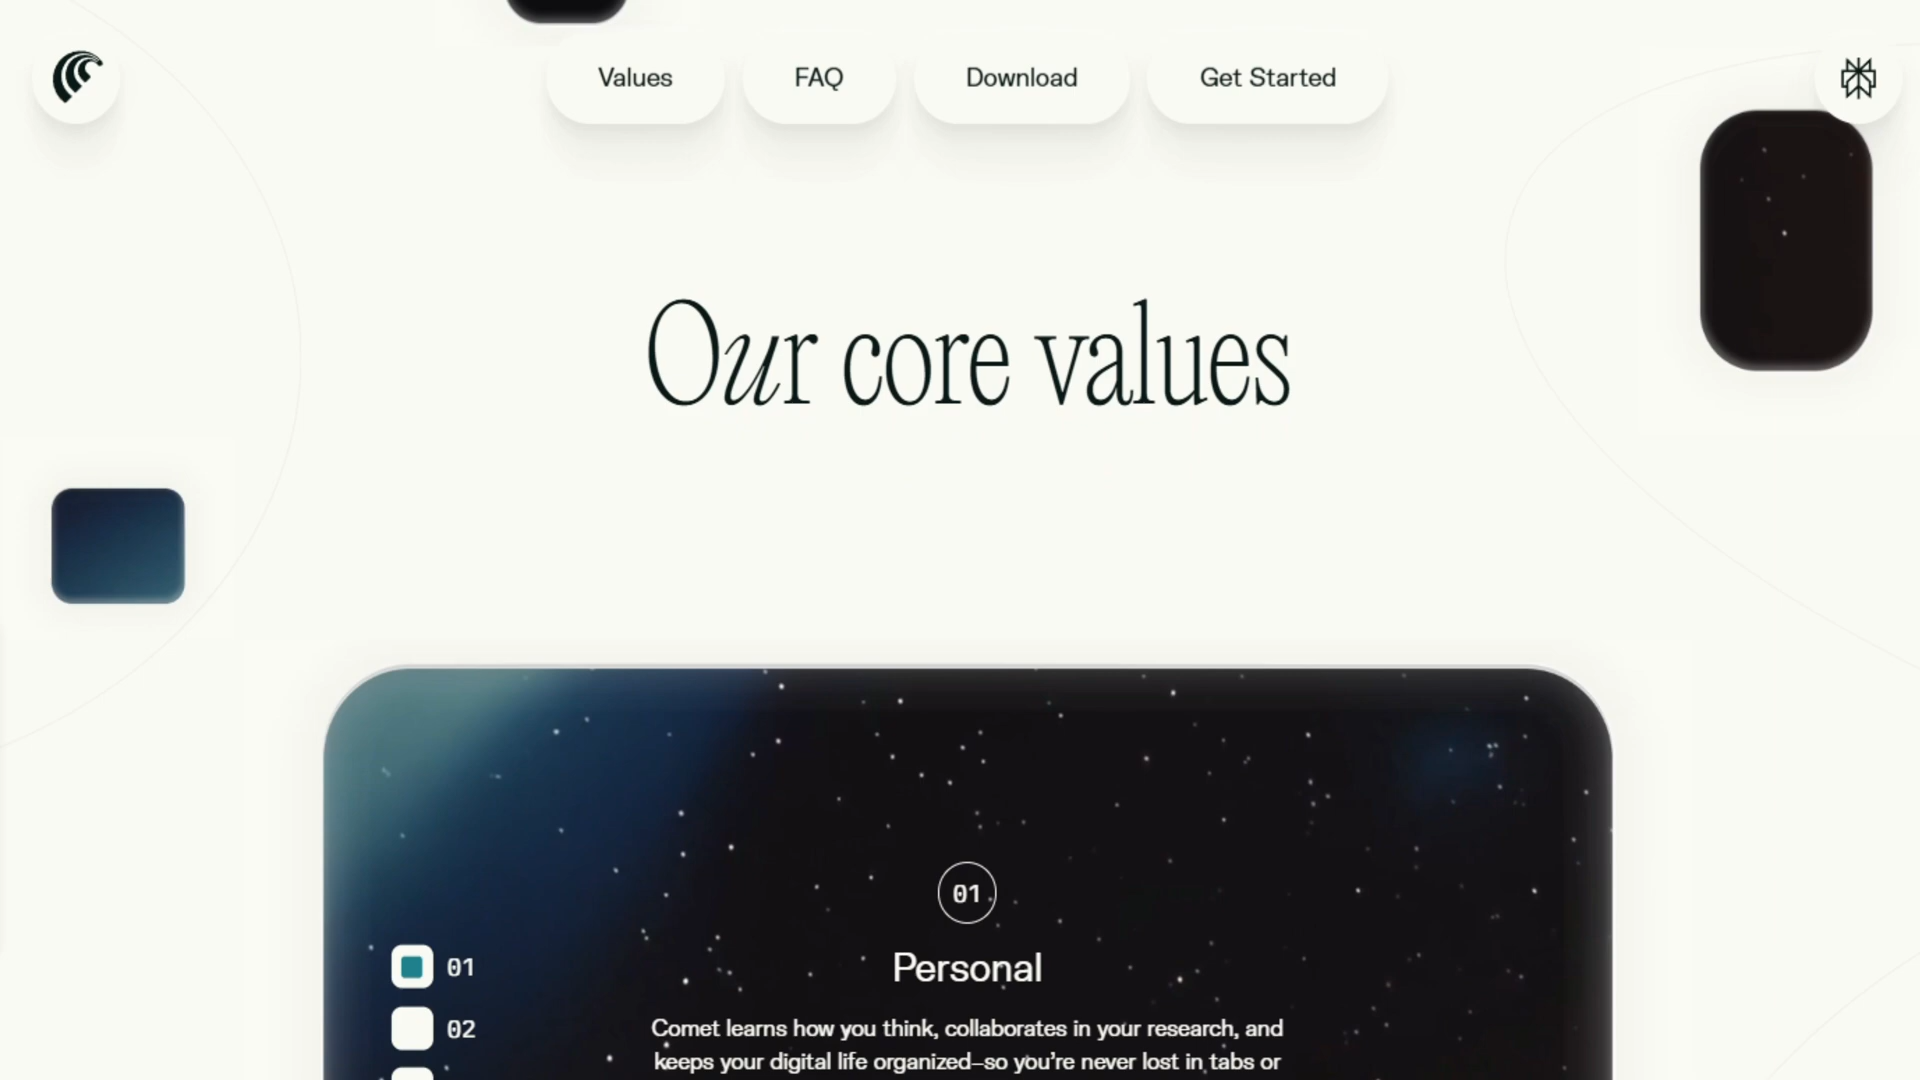 Values
FAQ
Download
Get Started
Our core values
01
Personal
01
02
Comet learns how you think, collaborates in your research, and
keeps your digital life organized—so you're never lost in tabs or